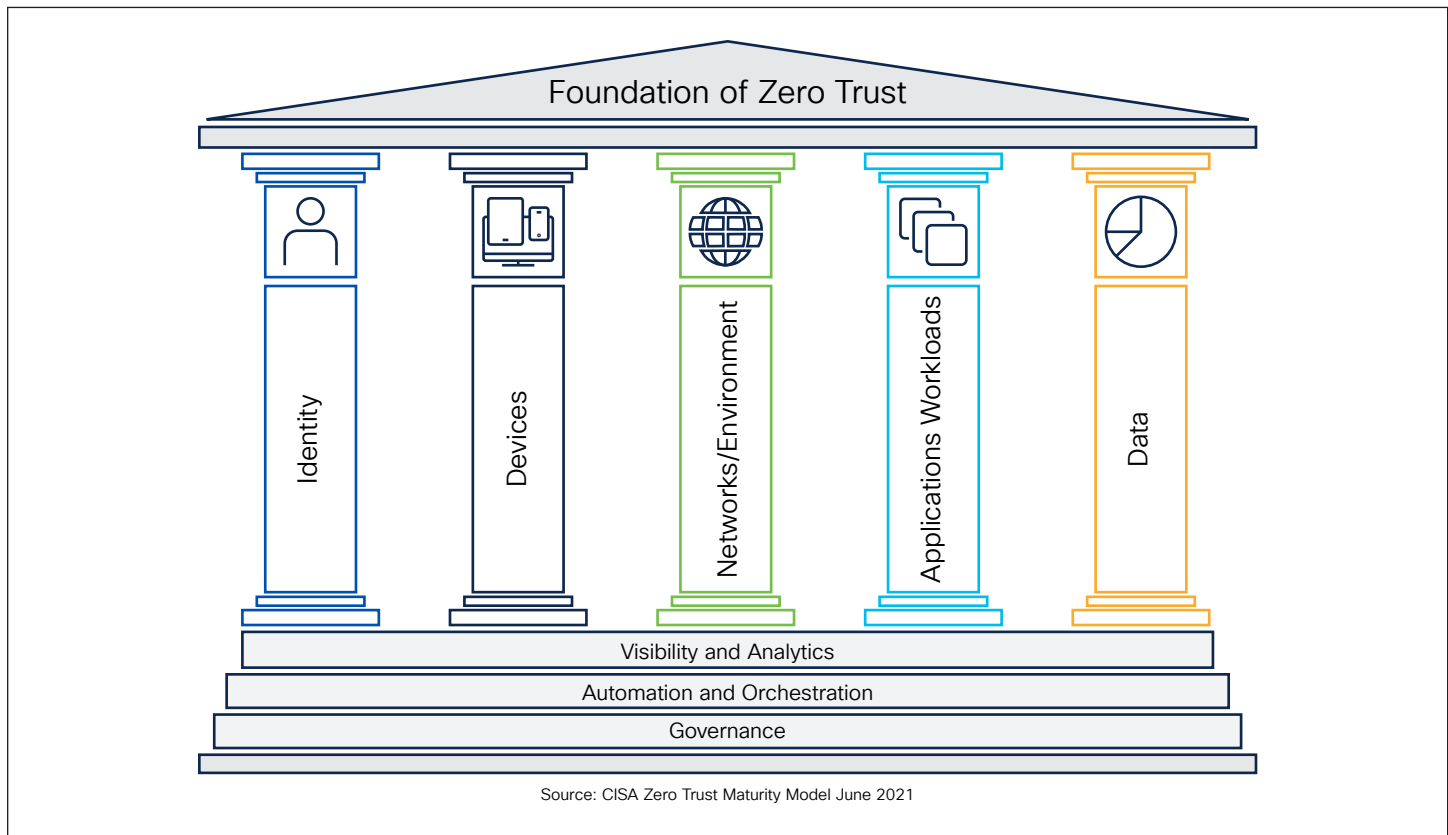 Foundation of Zero Trust
Identity
Devices
Networks/Environment
Applications Workloads
Data
Visibility and Analytics
Automation and Orchestration
Governance
Source: CISA Zero Trust Maturity Model June 2021